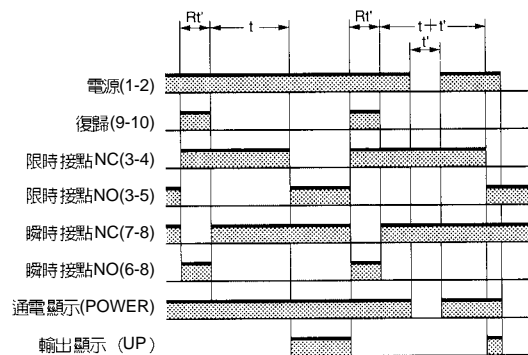 Rt' t Rt' t+t'
t'
電源(1-2)
復歸(9-10)
限時接點NC(3-4)
限時接點NO(3-5)
瞬時接點NC(7-8)
瞬時接點NO(6-8)
通電顯示(POWER)
輸出顯示 (UP)